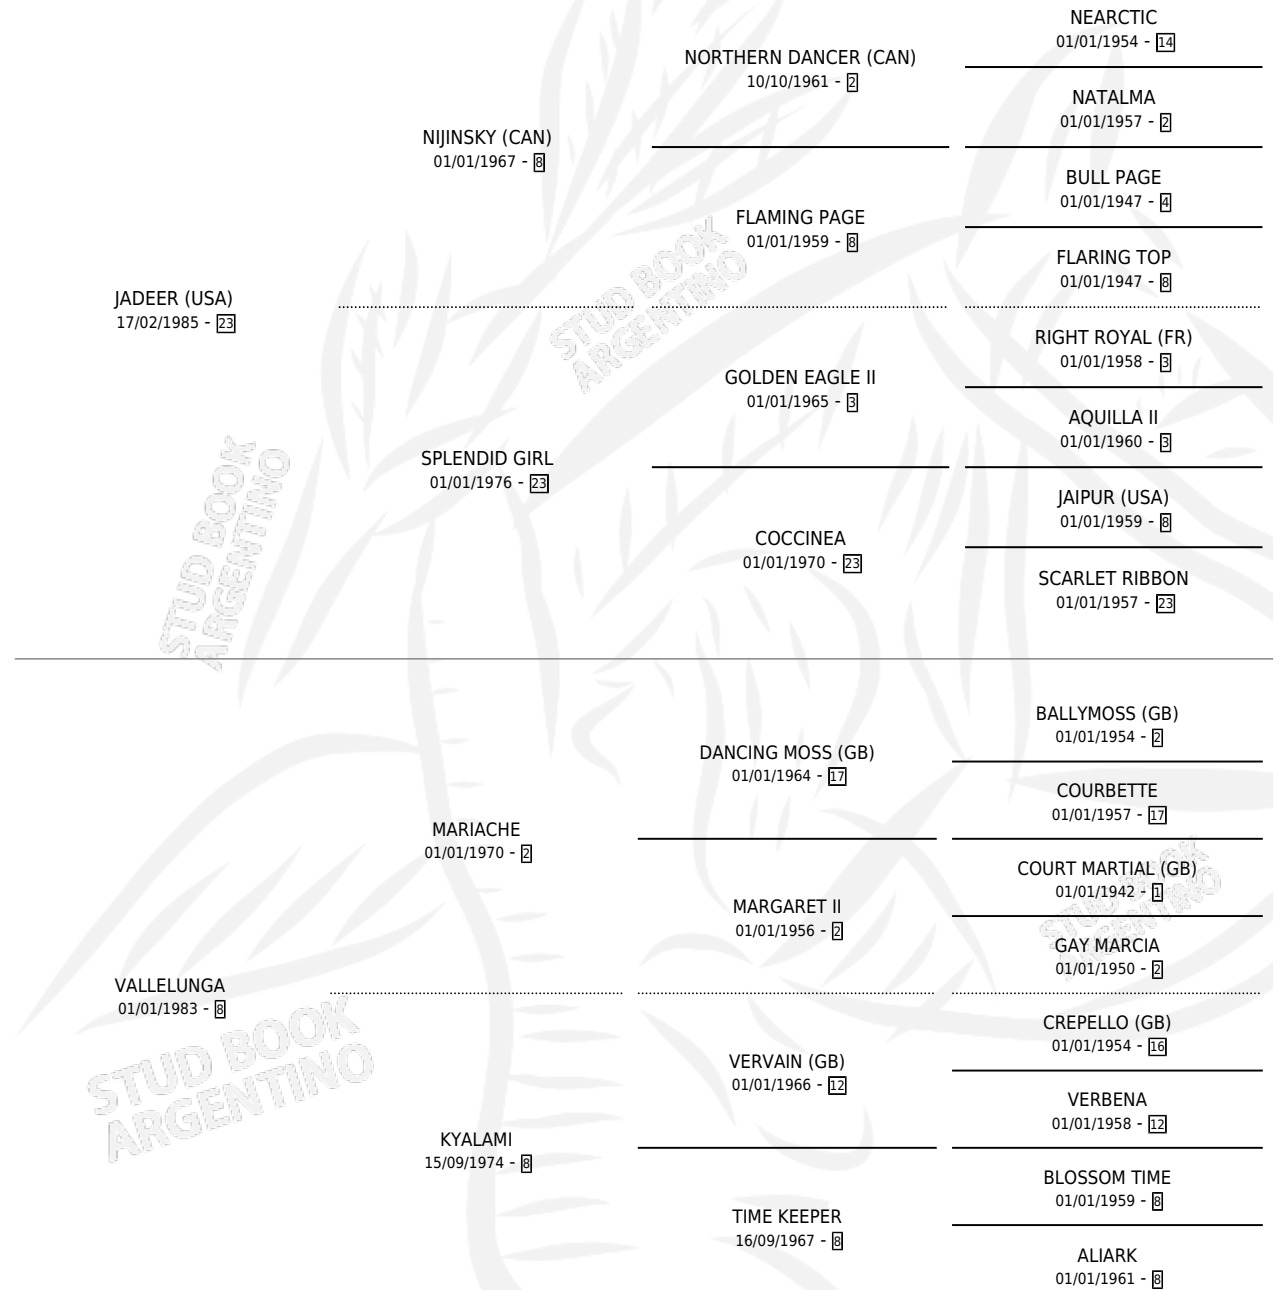 NEARCTIC
01/01/1954 - 14
NORTHERN DANCER (CAN)
10/10/1961 - 2
NATALMA
01/01/1957 - 2
NIJINSKY (CAN)
01/01/1967 - 8
BULL PAGE
01/01/1947 - 4
FLAMING PAGE
01/01/1959 - 8
FLARING TOP
01/01/1947 - 8
JADEER (USA)
17/02/1985 - 23
STUD BOOK
ARGENTINO
RIGHT ROYAL (FR)
01/01/1958 - 3
GOLDEN EAGLE II
01/01/1965 - 3
AQUILLA II
01/01/1960 - 3
SPLENDID GIRL
01/01/1976 - 23
JAIPUR (USA)
01/01/1959 - 8
COCCINEA
01/01/1970 - 23
SCARLET RIBBON
01/01/1957 - 23
STUD BOOK
ARGENTINO
BALLYMOSS (GB)
01/01/1954 - 2
DANCING MOSS (GB)
01/01/1964 - 17
COURBETTE
01/01/1957 - 17
MARIACHE
01/01/1970 - 2
COURT MARTIAL (GB)
01/01/1942 - 1
MARGARET II
01/01/1956 - 2
STUD BOOK
ARGENTINO
GAY MARCIA
01/01/1950 - 2
VALLELUNGA
01/01/1983 - 8
CREPELLO (GB)
01/01/1954 - 16
VERVAIN (GB)
01/01/1966 - 12
VERBENA
01/01/1958 - 12
STUD BOOK
ARGENTINO
KYALAMI
15/09/1974 - 8
BLOSSOM TIME
01/01/1959 - 8
TIME KEEPER
16/09/1967 - 8
ALIARK
01/01/1961 - 8